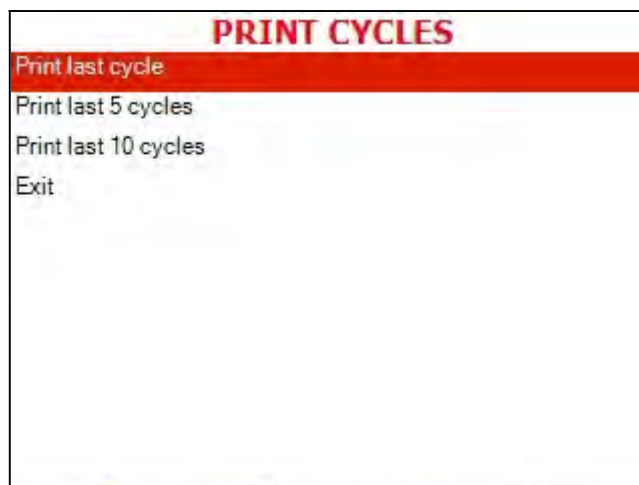 PRINT CYCLES
Print last cycle
Print last 5 cycles
Print last 10 cycles
Exit